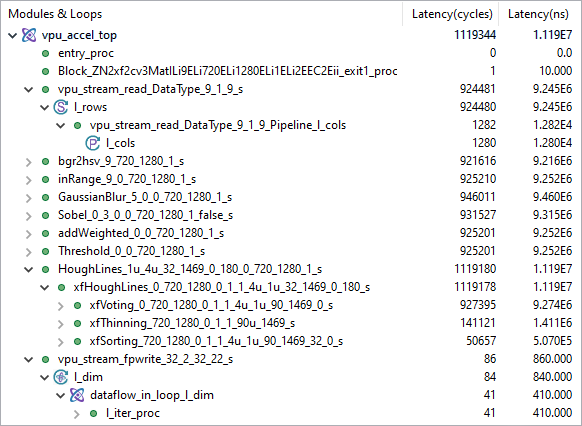 Modules & Loops Latency(cycles) Latency(ns)
vpu_accel_top 1119344 1.119E7
entry_proc 0 0.0
Block_ZN2xf2cv3MatILi9ELi720ELi1280ELi1ELi2EEC2Eii_exit1_proc 1 10.000
vpu_stream_read_DataType_9_1_9_s 924481 9.245E6
l_rows 924480 9.245E6
vpu_stream_read_DataType_9_1_9_Pipeline_l_cols 1282 1.282E4
l_cols 1280 1.280E4
bgr2hsv_9_720_1280_1_s 921616 9.216E6
inRange_9_0_720_1280_1_s 925210 9.252E6
GaussianBlur_5_0_0_720_1280_1_s 946011 9.460E6
Sobel_0_3_0_0_720_1280_1_false_s 931527 9.315E6
addWeighted_0_0_720_1280_1_s 925201 9.252E6
Threshold_0_0_720_1280_1_s 925201 9.252E6
HoughLines_1u_4u_32_1469_0_180_0_720_1280_1_s 1119180 1.119E7
xfHoughLines_0_720_1280_0_1_1_4u_1u_32_1469_0_180_s 1119178 1.119E7
xfVoting_0_720_1280_0_1_1_4u_1u_90_1469_0_s 927395 9.274E6
xfThinning_720_1280_0_1_1_90u_1469_s 141121 1.411E6
xfSorting_720_1280_0_1_1_4u_1u_90_1469_32_0_s 50657 5.070E5
vpu_stream_fpwrite_32_2_32_22_s 86 860.000
l_dim 84 840.000
dataflow_in_loop_l_dim 41 410.000
l_iter_proc 41 410.000